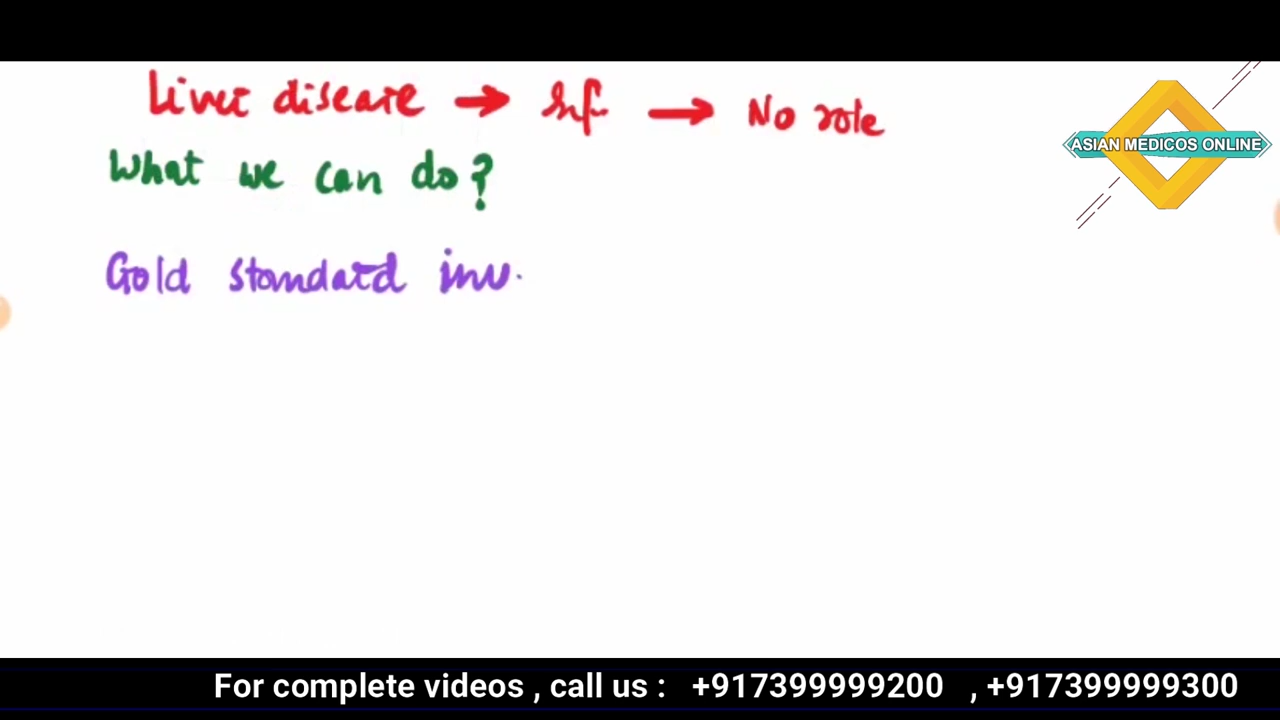 Liver disease → Inf → No role
ASIAN MEDICOS ONLINE
What we can do?
Gold standard inv.
For complete videos , call us : +917399999200 , +917399999300